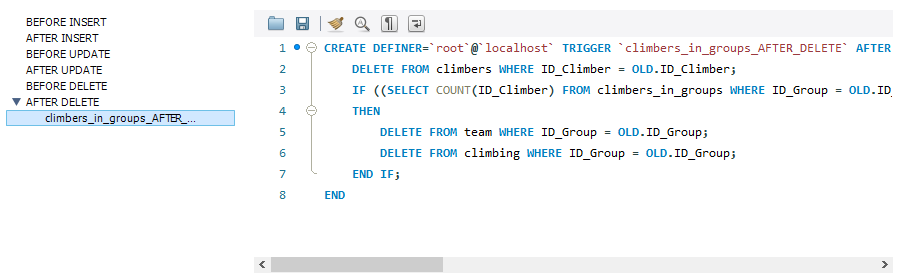 BEFORE INSERT
AFTER INSERT
BEFORE UPDATE
AFTER UPDATE
BEFORE DELETE
AFTER DELETE
climbers_in_groups_AFTER_...
1 CREATE DEFINER=`root`@`localhost` TRIGGER `climbers_in_groups_AFTER_DELETE` AFTER
2 DELETE FROM climbers WHERE ID_Climber = OLD.ID_Climber;
3 IF ((SELECT COUNT(ID_Climber) FROM climbers_in_groups WHERE ID_Group = OLD.ID_
4 THEN
5 DELETE FROM team WHERE ID_Group = OLD.ID_Group;
6 DELETE FROM climbing WHERE ID_Group = OLD.ID_Group;
7 END IF;
8 END